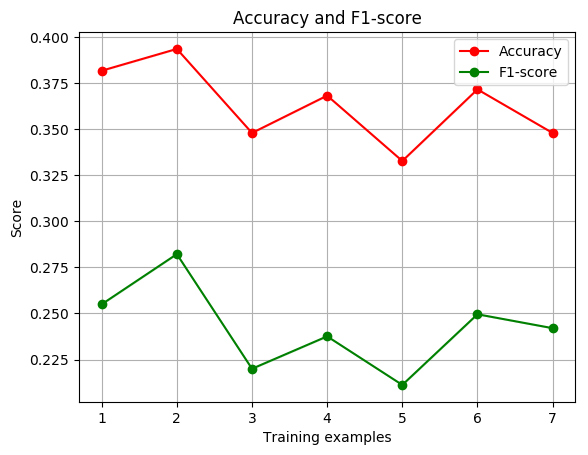 Accuracy and F1-score
Accuracy
F1-score
Score
0.400
0.375
0.350
0.325
0.300
0.275
0.250
0.225
1 2 3 4 5 6 7
Training examples